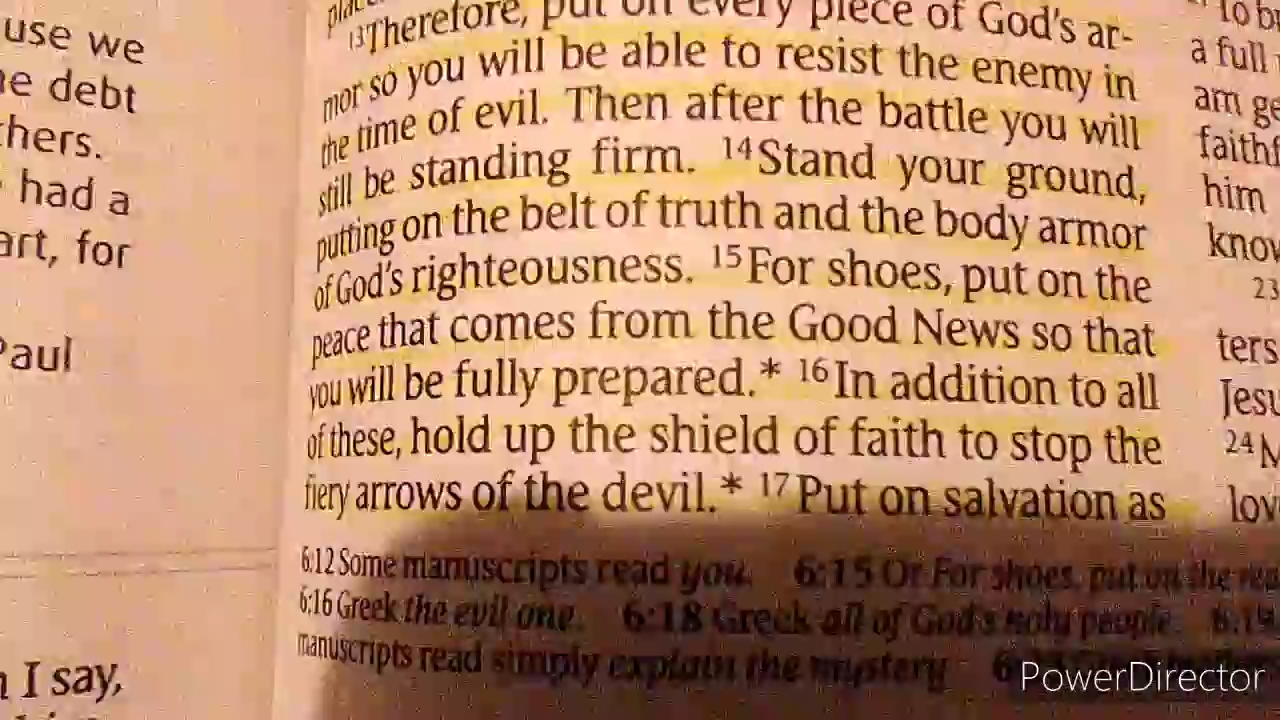 use we
debt
hers.
had a
art, for
Paul
I say,
13Therefore, put on every piece of God's ar-
mor so you will be able to resist the enemy in
the time of evil. Then after the battle you will
still be standing firm. 14Stand your ground,
putting on the belt of truth and the body armor
of God's righteousness. 15For shoes, put on the
peace that comes from the Good News so that
you will be fully prepared.* 16In addition to all
of these, hold up the shield of faith to stop the
fiery arrows of the devil.* 17Put on salvation as
6:12 Some manuscripts read you. 6:15 Or For shoes, put on the
6:16 Greek the evil one. 6:18 Greek all of God's holy people.
manuscripts read simply explain the mystery
a full
am
him
23
ters
24
PowerDirector